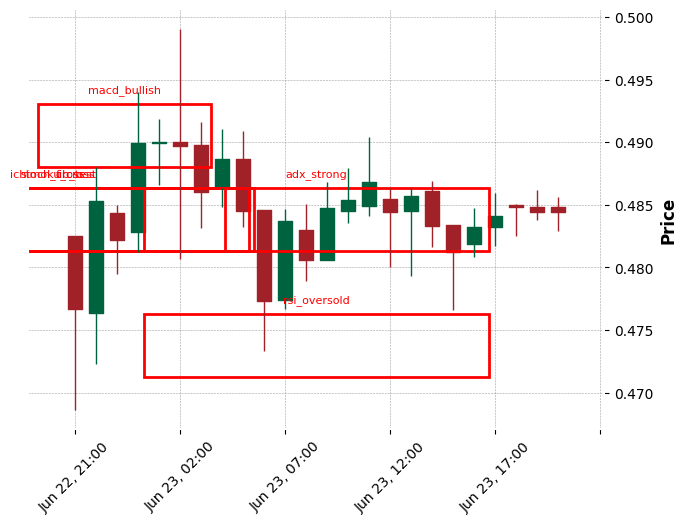 0.500
0.495
macd_bullish
0.490
adx_strong
0.485
Price
0.480
rsi_oversold
0.475
0.470
Jun 22, 21:00
Jun 23, 02:00
Jun 23, 07:00
Jun 23, 12:00
Jun 23, 17:00